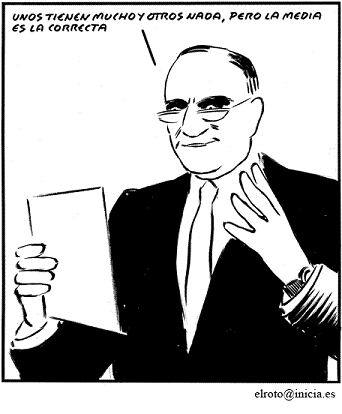 UNOS TIENEN MUCHO Y OTROS NADA, PERO LA MEDIA
ES LA CORRECTA
elroto@inicia.es